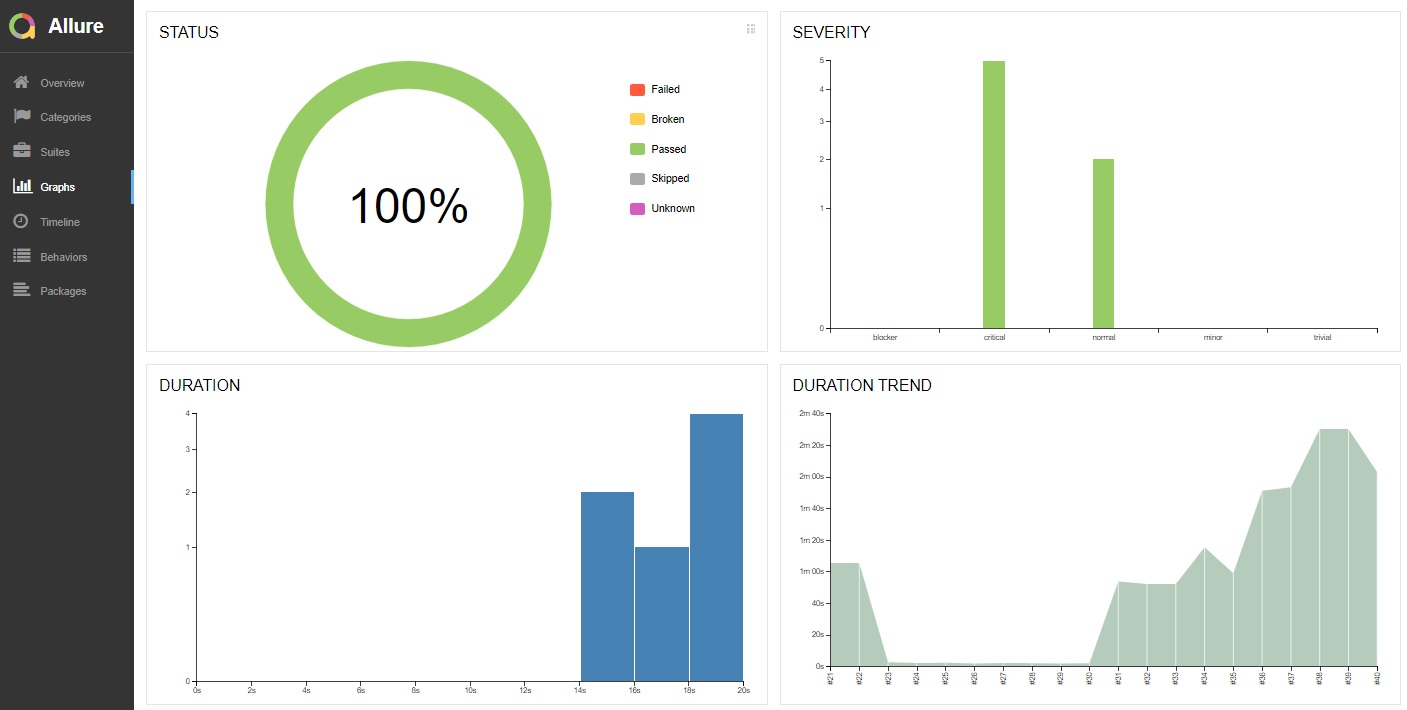 Allure
Overview
Categories
Suites
Graphs
Timeline
Behaviors
Packages
STATUS
100%
Failed
Broken
Passed
Skipped
Unknown
SEVERITY
5
4
3
2
1
0
blocker critical normal minor trivial
DURATION
4
3
2
1
0
0s 2s 4s 6s 8s 10s 12s 14s 16s 18s 20s
DURATION TREND
2m 40s
2m 20s
2m 00s
1m 40s
1m 20s
1m 00s
40s
20s
0s
#21 #22 #23 #24 #25 #26 #27 #28 #29 #30 #31 #32 #33 #34 #35 #36 #37 #38 #39 #40